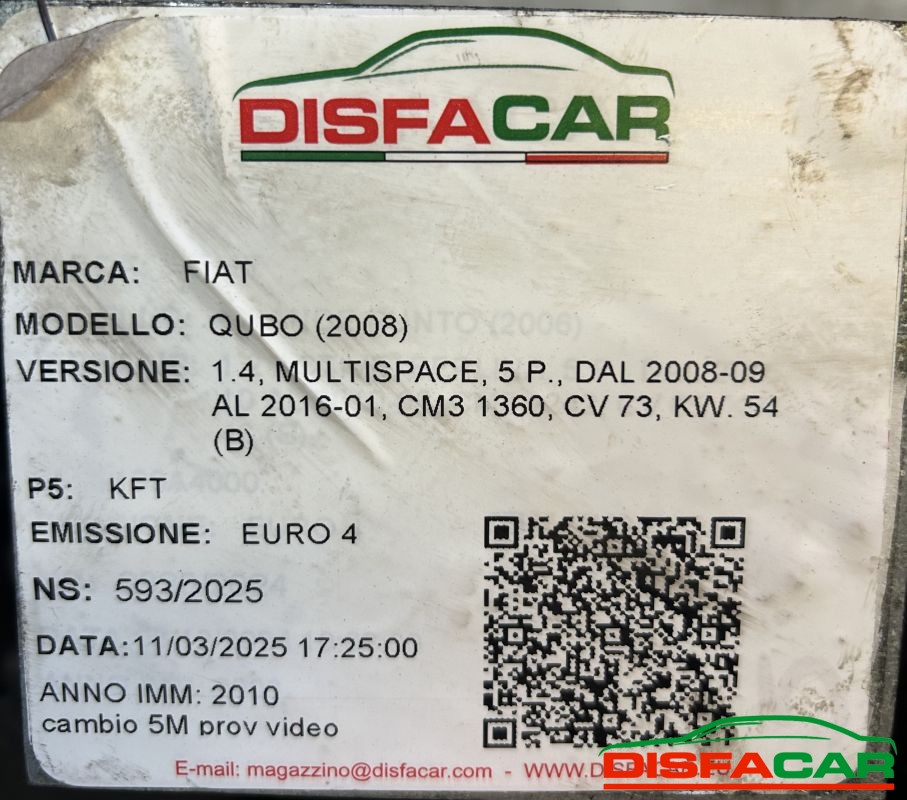 DISFACAR
MARCA: FIAT
MODELLO: QUBO (2008)
VERSIONE: 1.4, MULTISPACE, 5 P., DAL 2008-09
AL 2016-01, CM3 1360, CV 73, KW. 54
(B)
P5: KFT
EMISSIONE: EURO 4
NS: 593/2025
DATA:11/03/2025 17:25:00
ANNO IMM: 2010
cambio 5M prov video
E-mail: magazzino@disfacar.com - WWW.DISFACAR
DISFACAR